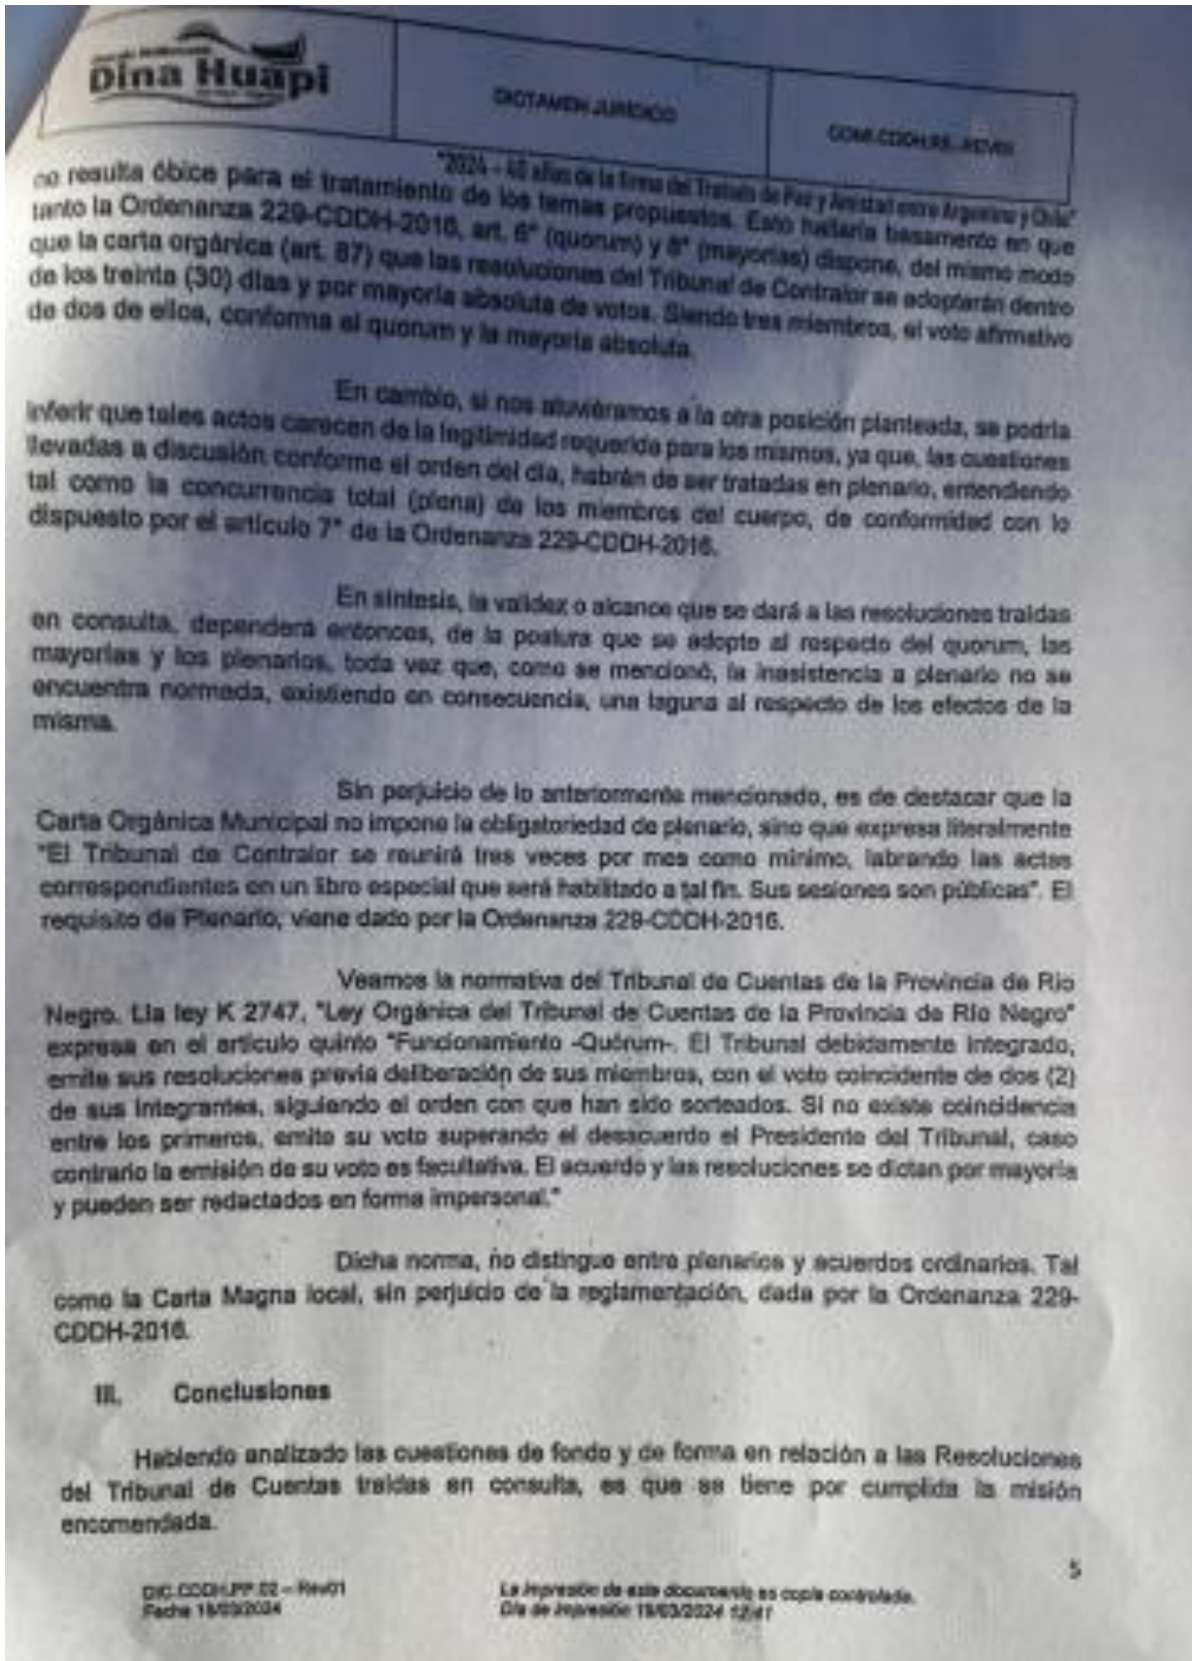 Dina Huapi
DICTAMEN JURÍDICO
"2024 - 40 años de la firma del Tratado de Paz y Amistad entre Argentina y Chile"
no resulta óbice para el tratamiento de los temas propuestos. Esto hallaría basamento en que
tanto la Ordenanza 229-CDDH-2016, art. 6° (quorum) y 8° (mayorías) dispone, del mismo modo
que la carta orgánica (art. 87) que las resoluciones del Tribunal de Contralor se adoptarán dentro
de los treinta (30) días y por mayoría absoluta de votos. Siendo tres miembros, el voto afirmativo
de dos de ellos, conforma el quorum y la mayoría absoluta.
En cambio, si nos atuviéramos a la otra posición planteada, se podría
inferir que tales actos carecen de la legitimidad requerida para los mismos, ya que, las cuestiones
llevadas a discusión conforme el orden del día, habrán de ser tratadas en plenario, entendiendo
tal como la concurrencia total (plena) de los miembros del cuerpo, de conformidad con lo
dispuesto por el artículo 7° de la Ordenanza 229-CDDH-2016.
En síntesis, la validez o alcance que se dará a las resoluciones traídas
en consulta, dependerá entonces, de la postura que se adopte al respecto del quorum, las
mayorías y los plenarios, toda vez que, como se mencionó, la inasistencia a plenario no se
encuentra normada, existiendo en consecuencia, una laguna al respecto de los efectos de la
misma.
Sin perjuicio de lo anteriormente mencionado, es de destacar que la
Carta Orgánica Municipal no impone la obligatoriedad de plenario, sino que expresa literalmente
"El Tribunal de Contralor se reunirá tres veces por mes como mínimo, labrando las actas
correspondientes en un libro especial que será habilitado a tal fin. Sus sesiones son públicas". El
requisito de Plenario, viene dado por la Ordenanza 229-CDDH-2016.
Veamos la normativa del Tribunal de Cuentas de la Provincia de Río
Negro. Lla ley K 2747, "Ley Orgánica del Tribunal de Cuentas de la Provincia de Río Negro"
expresa en el artículo quinto "Funcionamiento -Quórum-. El Tribunal debidamente integrado,
emite sus resoluciones previa deliberación de sus miembros, con el voto coincidente de dos (2)
de sus integrantes, siguiendo el orden con que han sido sorteados. Si no existe coincidencia
entre los primeros, emite su voto superando el desacuerdo el Presidente del Tribunal, caso
contrario la emisión de su voto es facultativa. El acuerdo y las resoluciones se dictan por mayoría
y pueden ser redactados en forma impersonal."
Dicha norma, no distingue entre plenarios y acuerdos ordinarios. Tal
como la Carta Magna local, sin perjuicio de la reglamentación, dada por la Ordenanza 229-
CDDH-2016.
III. Conclusiones
Habiendo analizado las cuestiones de fondo y de forma en relación a las Resoluciones
del Tribunal de Cuentas traídas en consulta, es que se tiene por cumplida la misión
encomendada.
5
DIC.CDDH.PP.02 – Rev01
Fecha 18/03/2024
La impresión de este documento es copia controlada.
Día de impresión 19/03/2024 12:41